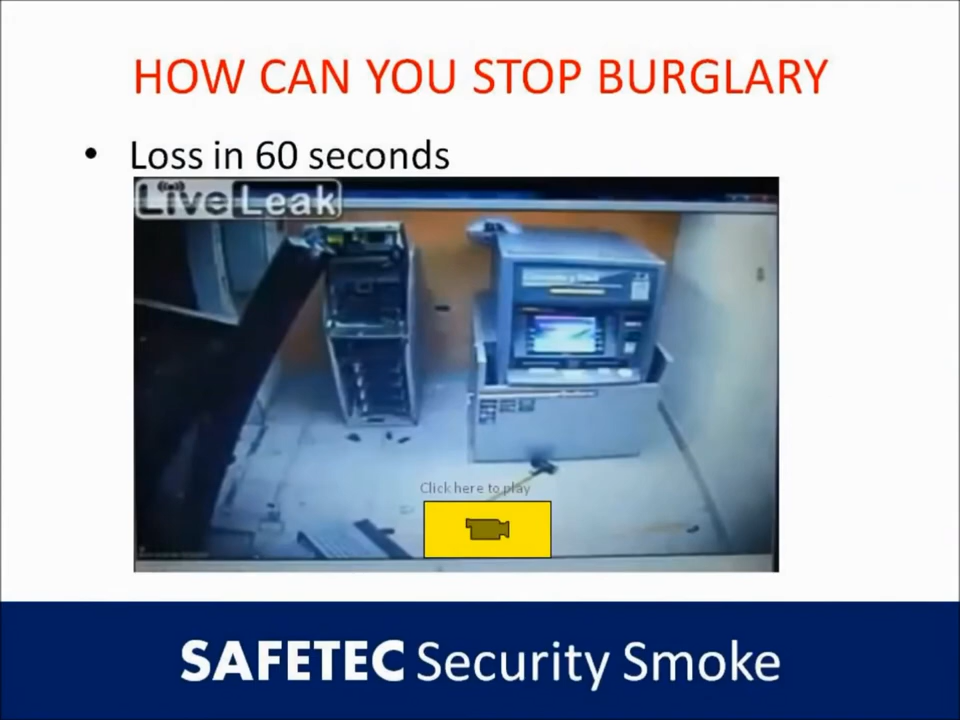 HOW CAN YOU STOP BURGLARY
• Loss in 60 seconds
LiveLeak
Click here to play
SAFETEC Security Smoke